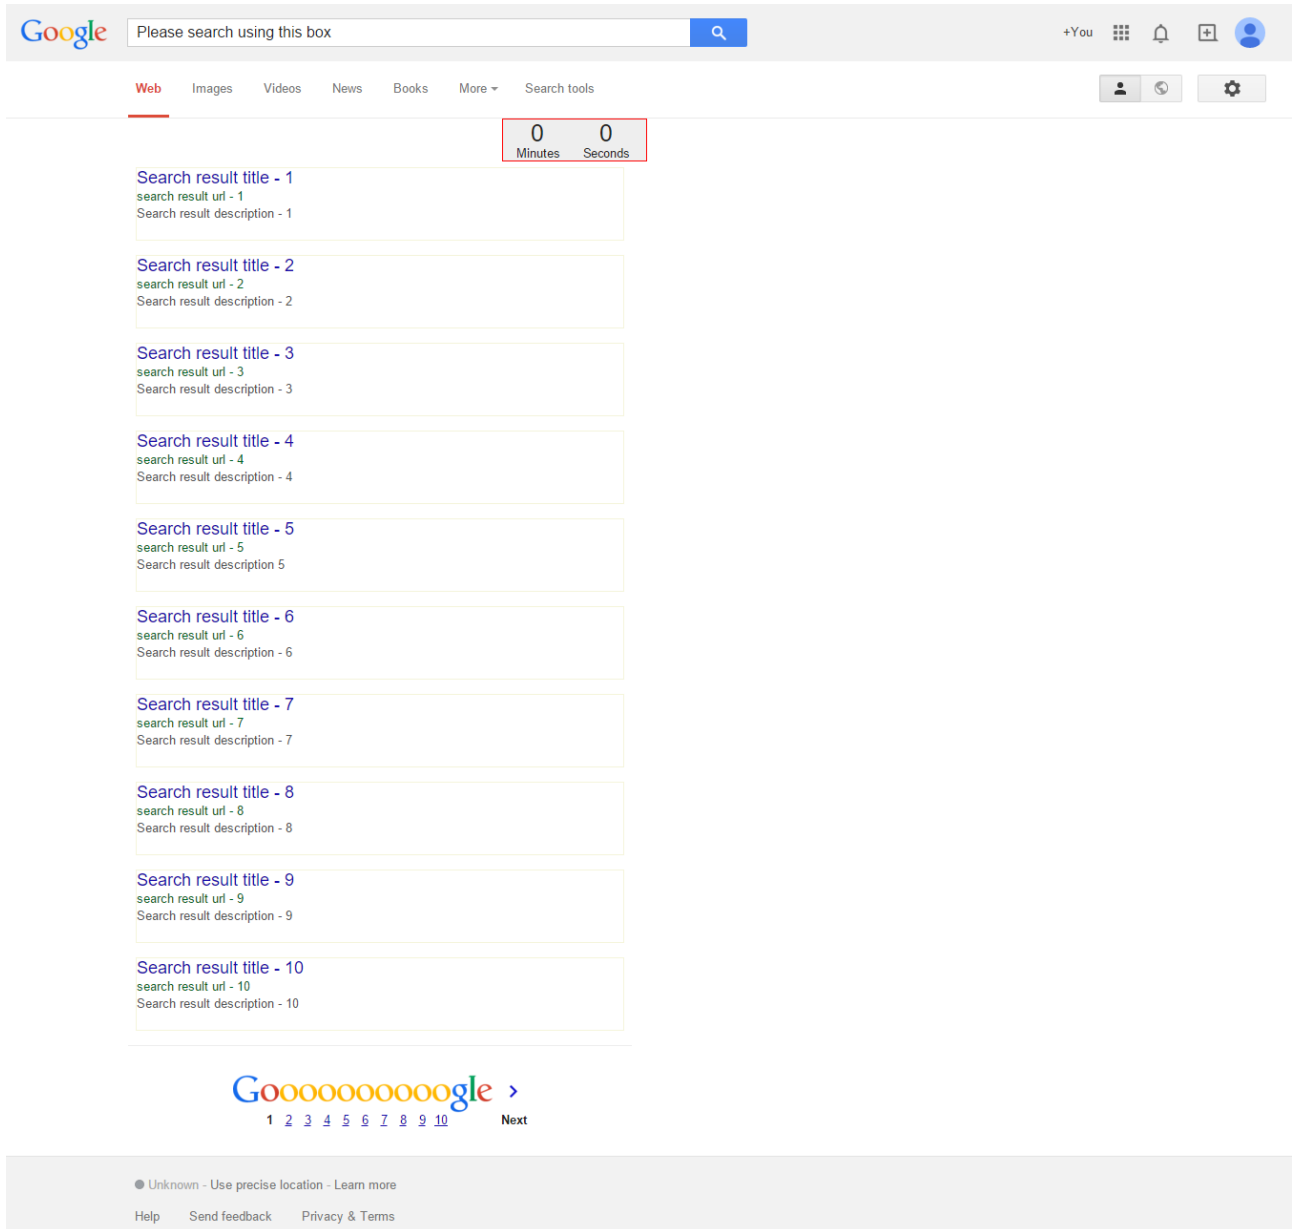 Google Please search using this box +You
Web Images Videos News Books More Search tools
0 0
Minutes Seconds
Search result title - 1
search result url - 1
Search result description - 1
Search result title - 2
search result url - 2
Search result description - 2
Search result title - 3
search result url - 3
Search result description - 3
Search result title - 4
search result url - 4
Search result description - 4
Search result title - 5
search result url - 5
Search result description 5
Search result title - 6
search result url - 6
Search result description - 6
Search result title - 7
search result url - 7
Search result description - 7
Search result title - 8
search result url - 8
Search result description - 8
Search result title - 9
search result url - 9
Search result description - 9
Search result title - 10
search result url - 10
Search result description - 10
Goooooooooogle >
1 2 3 4 5 6 7 8 9 10 Next
Unknown - Use precise location - Learn more
Help Send feedback Privacy & Terms